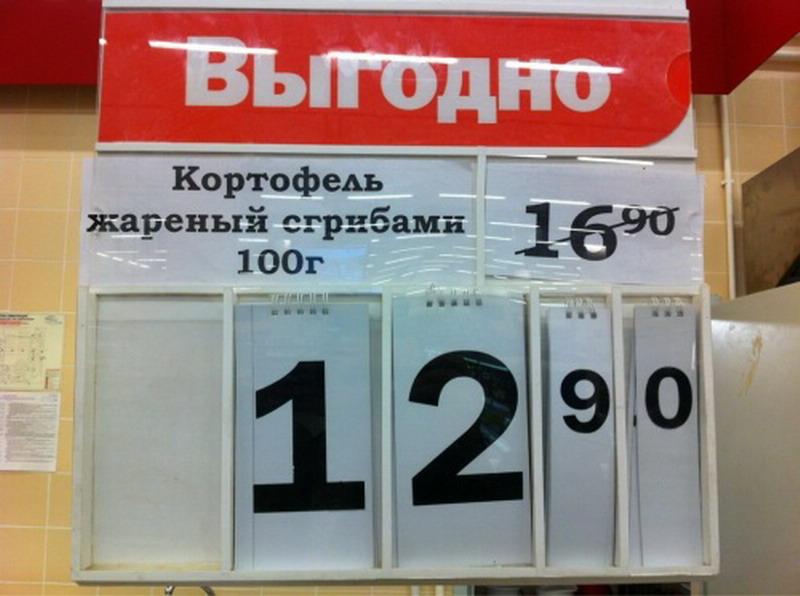 Выгодно
Кортофель
жареный сгрибами
100г
16 90
12 90